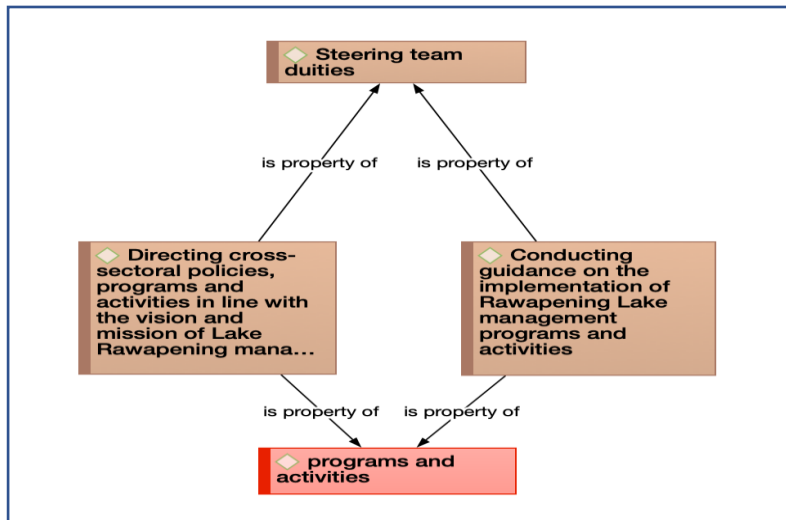 Steering team
duities
is property of
is property of
Directing cross-
sectoral policies,
programs and
activities in line with
the vision and
mission of Lake
Rawapening mana...
Conducting
guidance on the
implementation of
Rawapening Lake
management
programs and
activities
is property of
is property of
programs and
activities